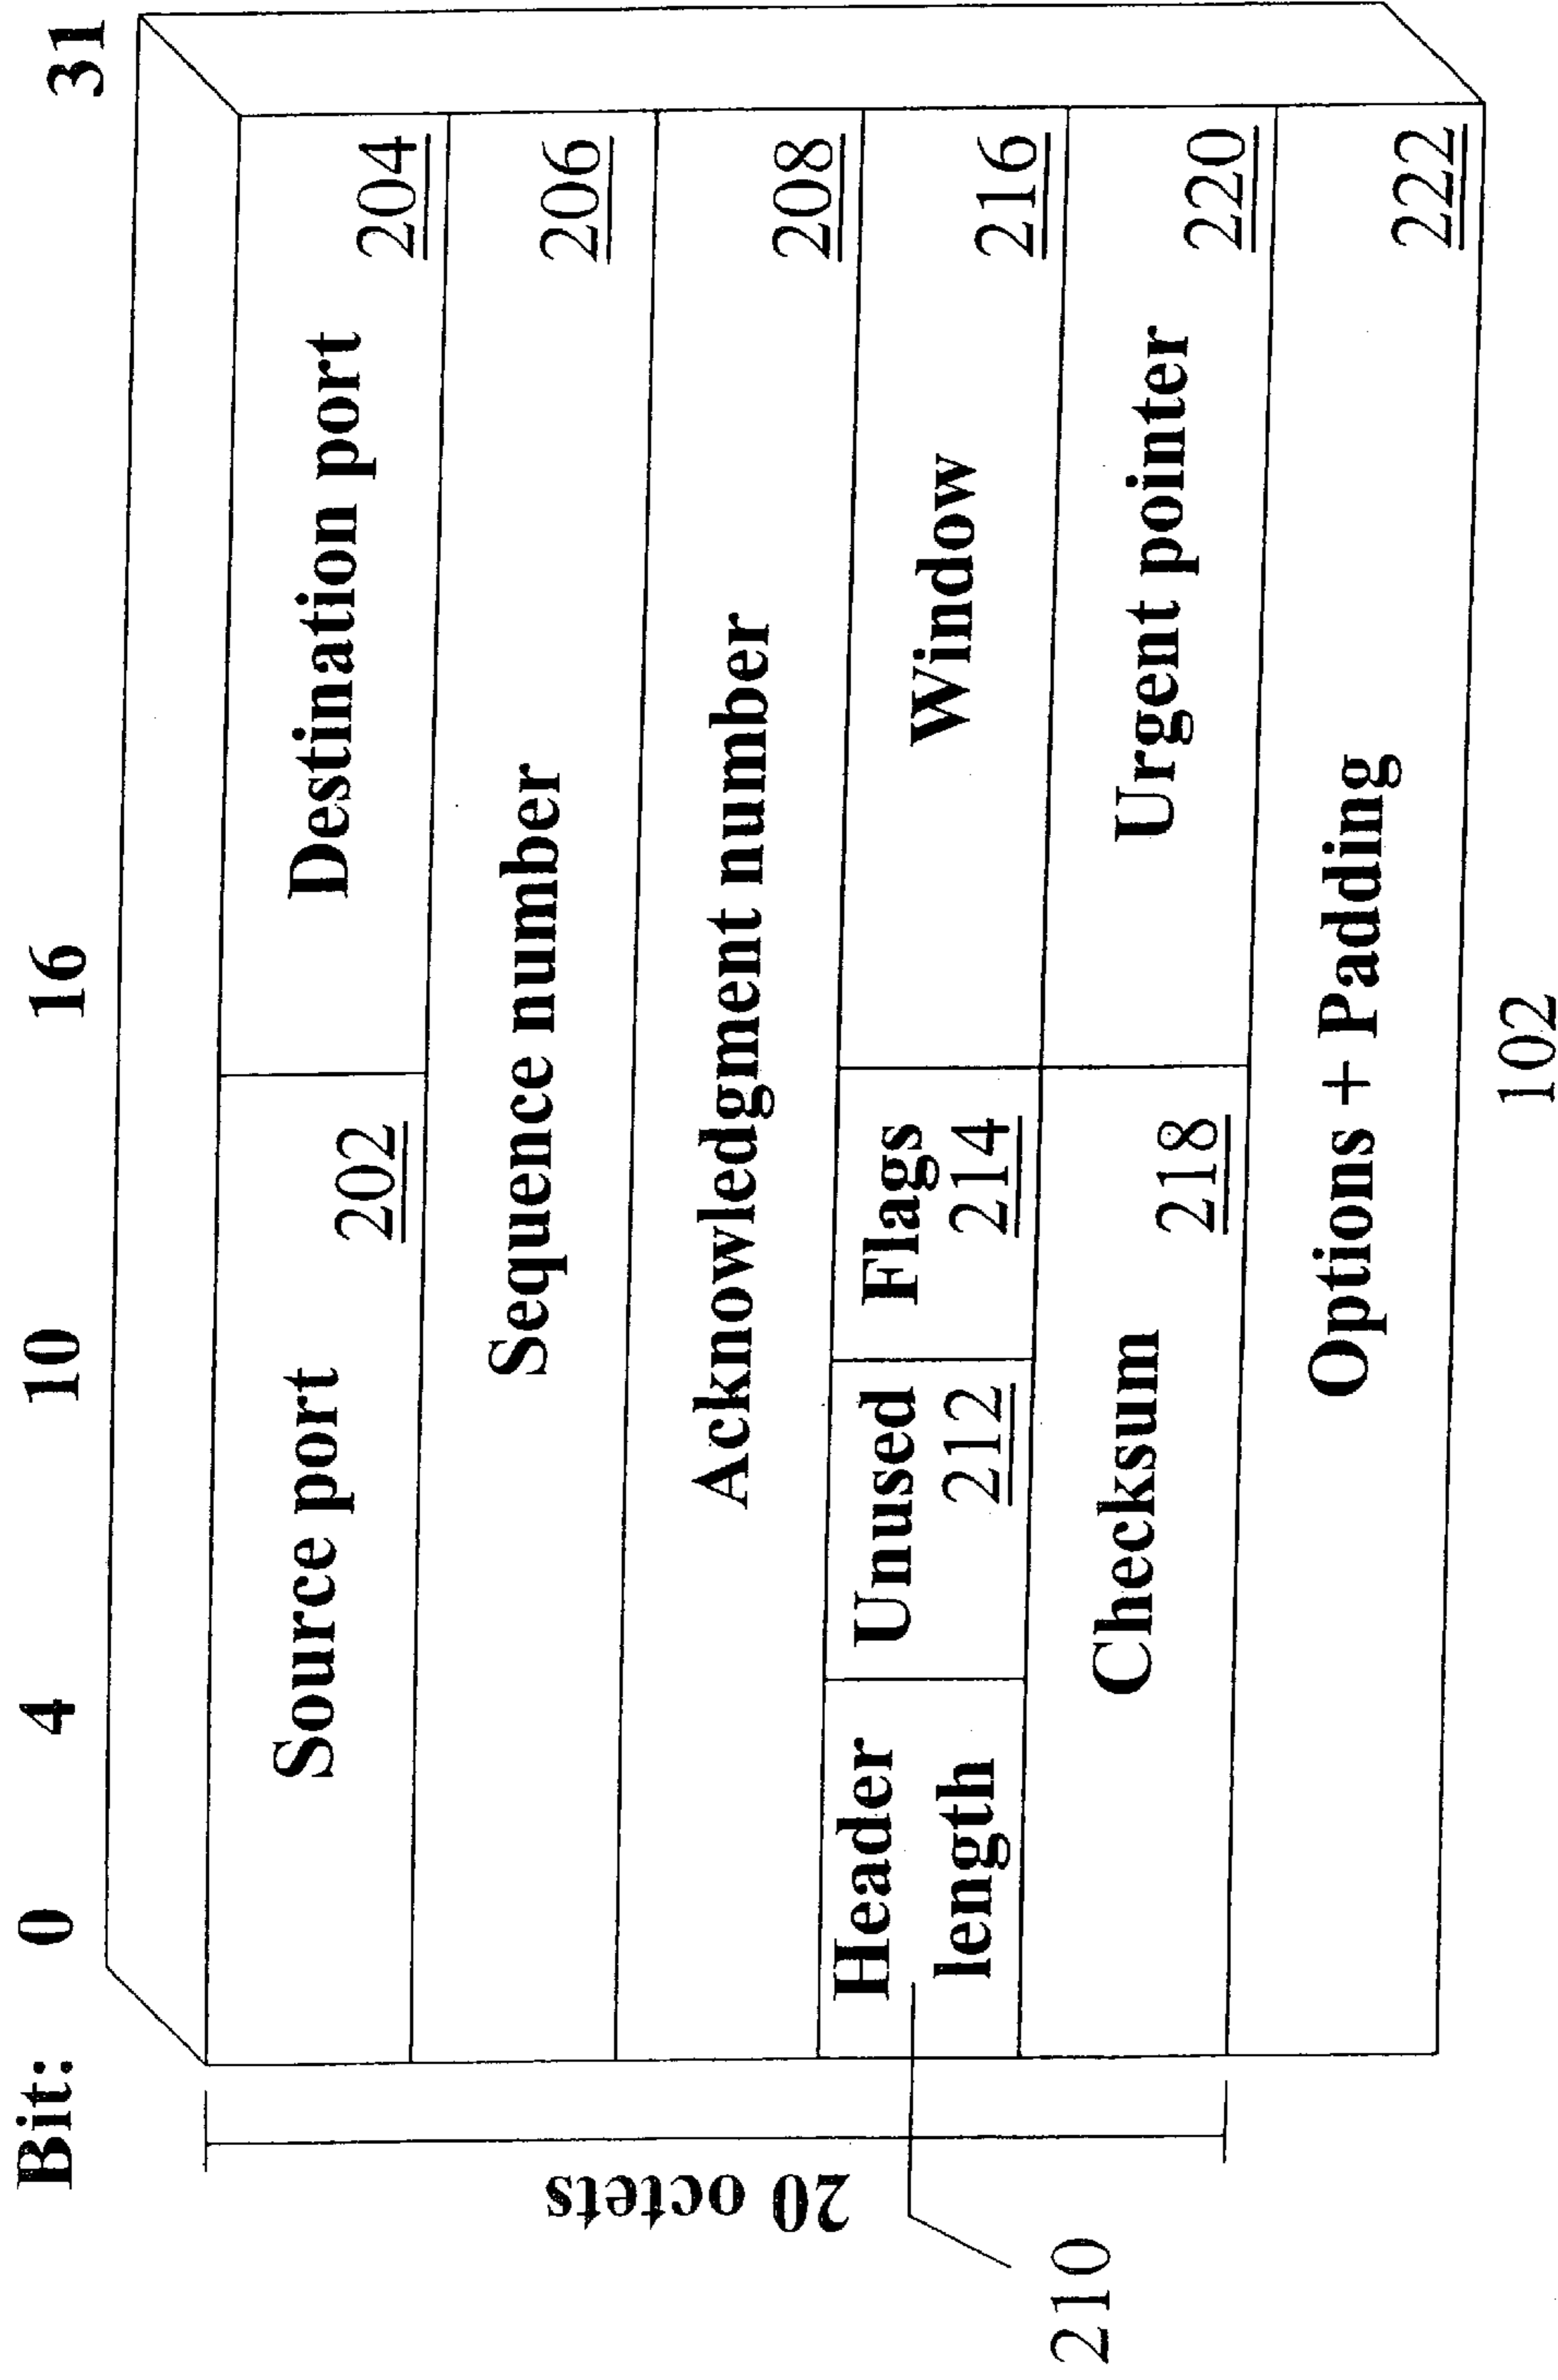 Bit: 0 4 10 16 31
Source port 202
Destination port 204
Sequence number 206
Acknowledgment number 208
Header length
Unused 212
Flags 214
Window 216
Checksum 218
Urgent pointer 220
Options + Padding 222
20 octets
210
102